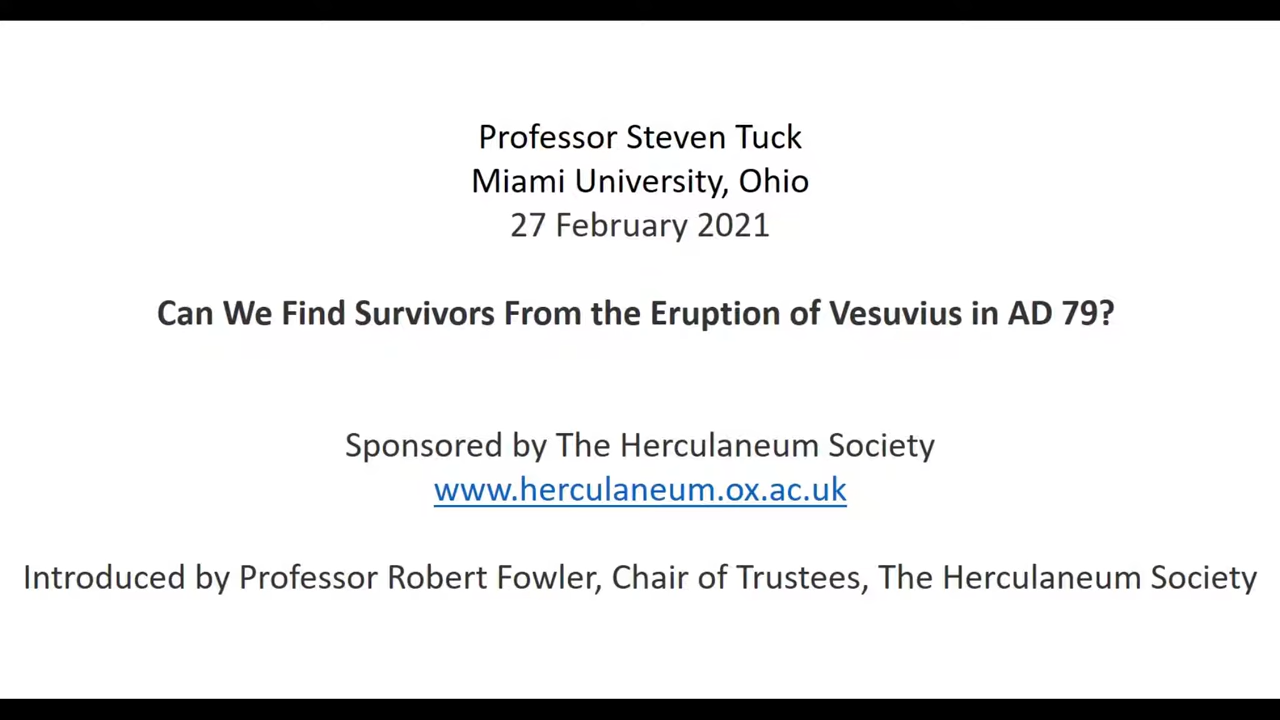 Professor Steven Tuck
Miami University, Ohio
27 February 2021
Can We Find Survivors From the Eruption of Vesuvius in AD 79?
Sponsored by The Herculaneum Society
www.herculaneum.ox.ac.uk
Introduced by Professor Robert Fowler, Chair of Trustees, The Herculaneum Society